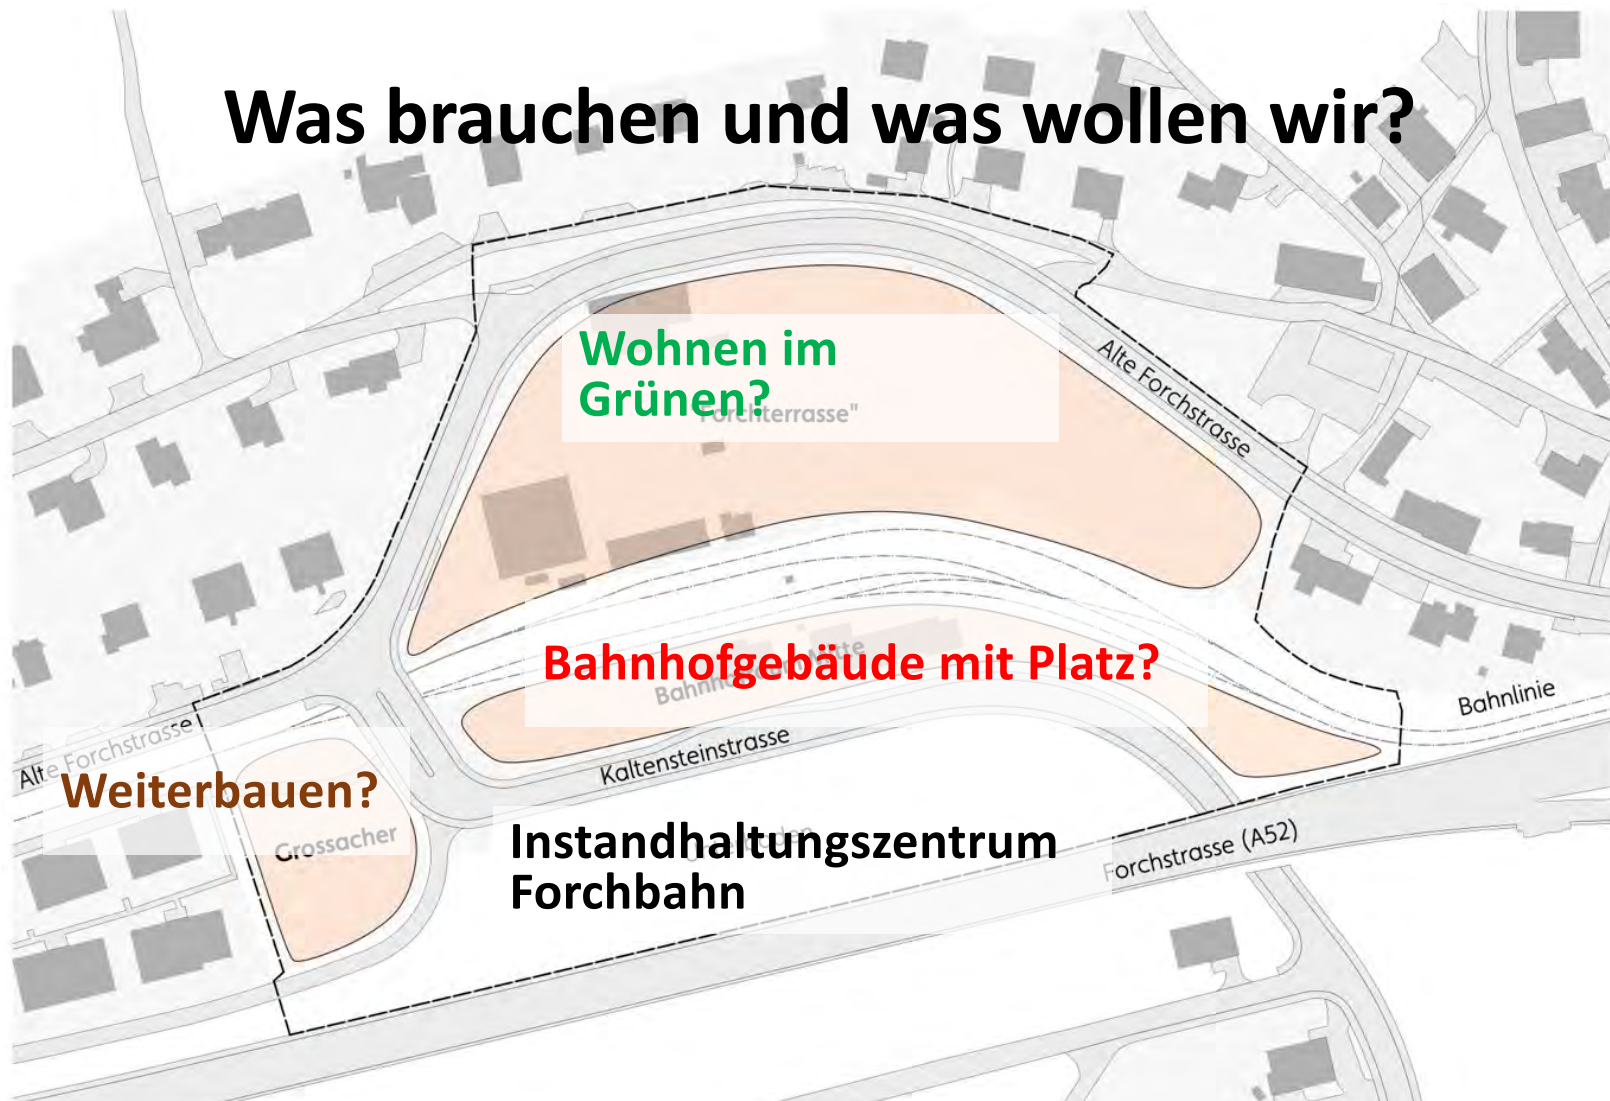 Was brauchen und was wollen wir?
Wohnen im
Grünen?
Forchterrasse"
Alte Forchstrasse
Bahnhofgebäude mit Platz?
Bahnlinie
Alte Forchstrasse
Kaltensteinstrasse
Weiterbauen?
Grossacher
Instandhaltungszentrum
Forchbahn
Forchstrasse (A52)